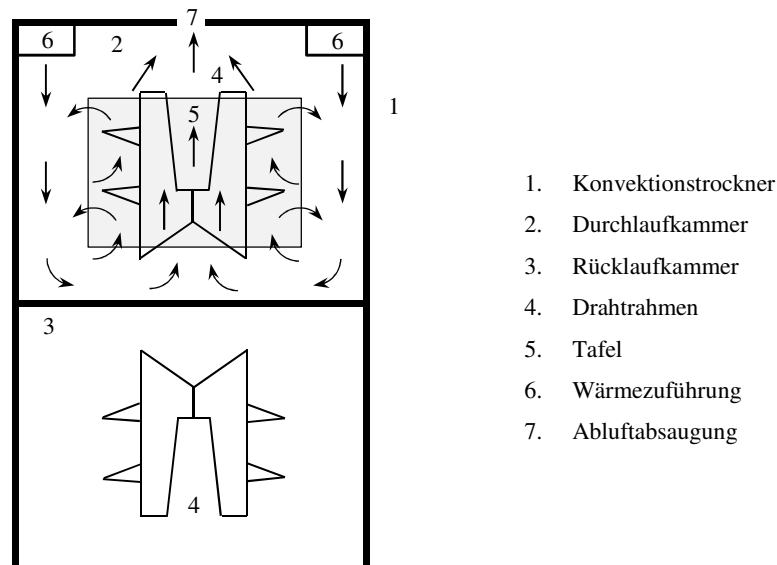 7
6
2
6
4
1
5
3
4
1. Konvektionstrockner
2. Durchlaufkammer
3. Rücklaufkammer
4. Drahtrahmen
5. Tafel
6. Wärmezuführung
7. Abluftabsaugung